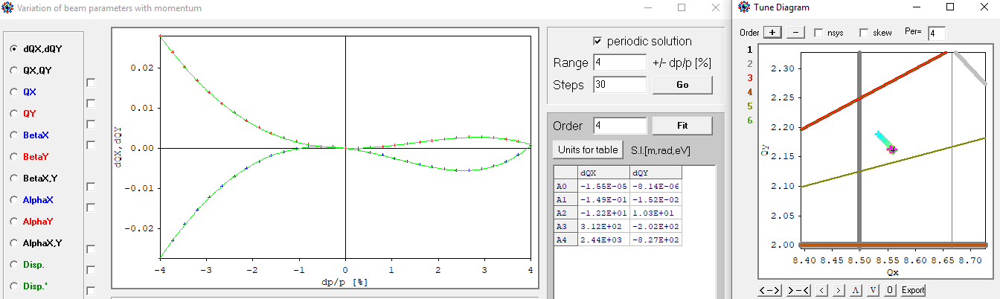 Variation of beam parameters with momentum
dQX,dQY
QX,QY
QX
QY
BetaX
BetaY
BetaX,Y
AlphaX
AlphaY
AlphaX,Y
Disp.
Disp.'
dQX,dQY
0.02
0.01
0.00
-0.01
-0.02
-4 -3 -2 -1 0 1 2 3 4
dp/p [%]
periodic solution
Range 4 +/- dp/p [%]
Steps 30 Go
Order 4 Fit
Units for table S.I.[m,rad,eV]
dQX dQY
A0 -1.55E-05 -8.14E-06
A1 -1.49E-01 -1.52E-02
A2 -1.22E+01 1.03E+01
A3 3.12E+02 -2.02E+02
A4 2.44E+03 -8.27E+02
Tune Diagram
Order + - nsys skew Per= 4
1
2
3
4
5
6
Qy
2.30
2.25
2.20
2.15
2.10
2.05
2.00
8.40 8.45 8.50 8.55 8.60 8.65 8.70
Qx
<-> >-< < > Λ V O Export